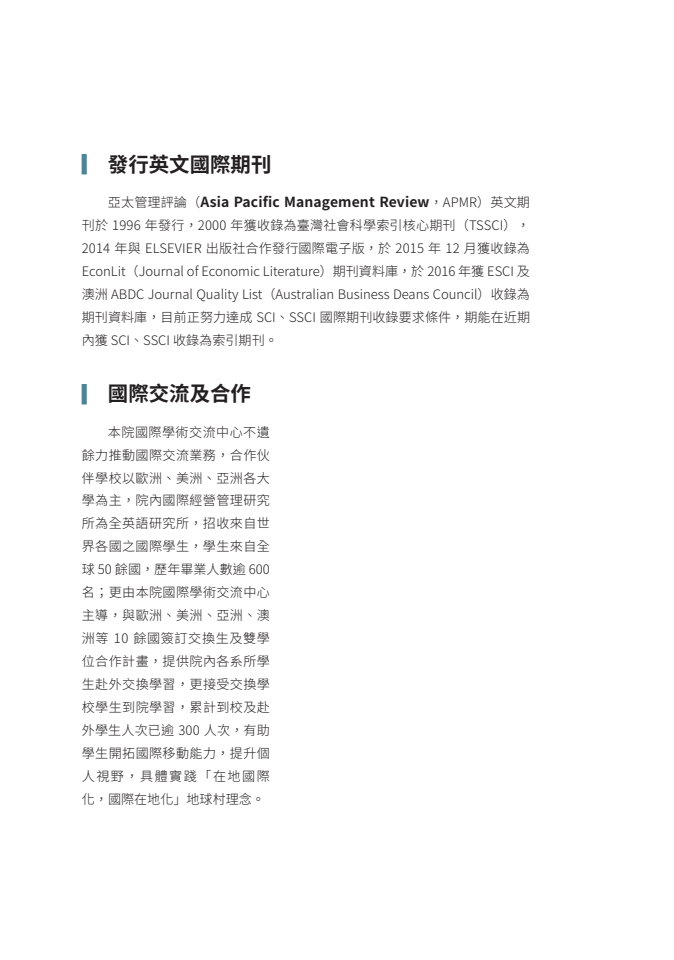 發行英文國際期刊
亞太管理評論（Asia Pacific Management Review，APMR）英文期
刊於 1996 年發行，2000 年獲收錄為臺灣社會科學索引核心期刊（TSSCI），
2014 年與 ELSEVIER 出版社合作發行國際電子版，於 2015 年 12 月獲收錄為
EconLit（Journal of Economic Literature）期刊資料庫，於 2016 年獲 ESCI 及
澳洲 ABDC Journal Quality List（Australian Business Deans Council）收錄為
期刊資料庫，目前正努力達成 SCI、SSCI 國際期刊收錄要求條件，期能在近期
內獲 SCI、SSCI 收錄為索引期刊。
國際交流及合作
本院國際學術交流中心不遺
餘力推動國際交流業務，合作伙
伴學校以歐洲、美洲、亞洲各大
學為主，院內國際經營管理研究
所為全英語研究所，招收來自世
界各國之國際學生，學生來自全
球 50 餘國，歷年畢業人數逾 600
名；更由本院國際學術交流中心
主導，與歐洲、美洲、亞洲、澳
洲等 10 餘國簽訂交換生及雙學
位合作計畫，提供院內各系所學
生赴外交換學習，更接受交換學
校學生到院學習，累計到校及赴
外學生人次已逾 300 人次，有助
學生開拓國際移動能力，提升個
人視野，具體實踐「在地國際
化，國際在地化」地球村理念。